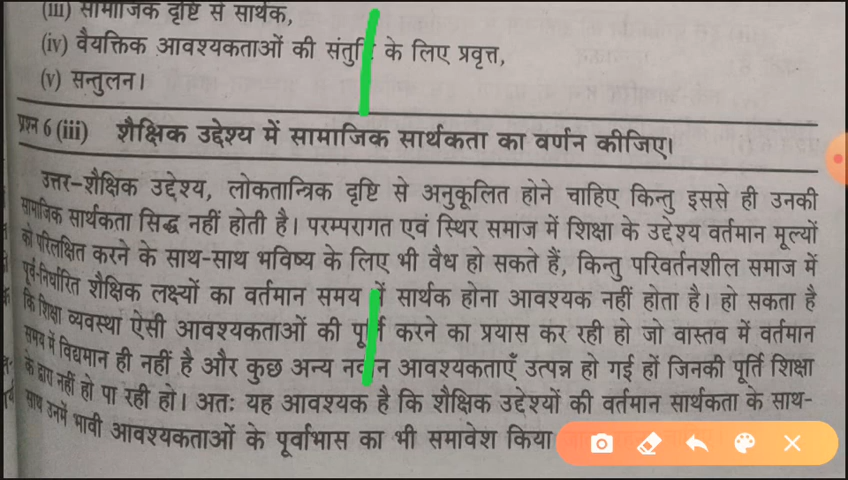 (iii) सामाजिक दृष्टि से सार्थक,
(iv) वैयक्तिक आवश्यकताओं की संतुष्टि के लिए प्रवृत्त,
(v) सन्तुलन।
प्रश्न 6 (iii) शैक्षिक उद्देश्य में सामाजिक सार्थकता का वर्णन कीजिए।
उत्तर–शैक्षिक उद्देश्य, लोकतान्त्रिक दृष्टि से अनुकूलित होने चाहिए किन्तु इससे ही उनकी
सामाजिक सार्थकता सिद्ध नहीं होती है। परम्परागत एवं स्थिर समाज में शिक्षा के उद्देश्य वर्तमान मूल्यों
को परिलक्षित करने के साथ-साथ भविष्य के लिए भी वैध हो सकते हैं, किन्तु परिवर्तनशील समाज में
पूर्व-निर्धारित शैक्षिक लक्ष्यों का वर्तमान समय में सार्थक होना आवश्यक नहीं होता है। हो सकता है
कि शिक्षा व्यवस्था ऐसी आवश्यकताओं की पूर्ति करने का प्रयास कर रही हो जो वास्तव में वर्तमान
समय में विद्यमान ही नहीं है और कुछ अन्य नवीन आवश्यकताएँ उत्पन्न हो गई हों जिनकी पूर्ति शिक्षा
के द्वारा नहीं हो पा रही हो। अतः यह आवश्यक है कि शैक्षिक उद्देश्यों की वर्तमान सार्थकता के साथ-
साथ उनमें भावी आवश्यकताओं के पूर्वाभास का भी समावेश किया